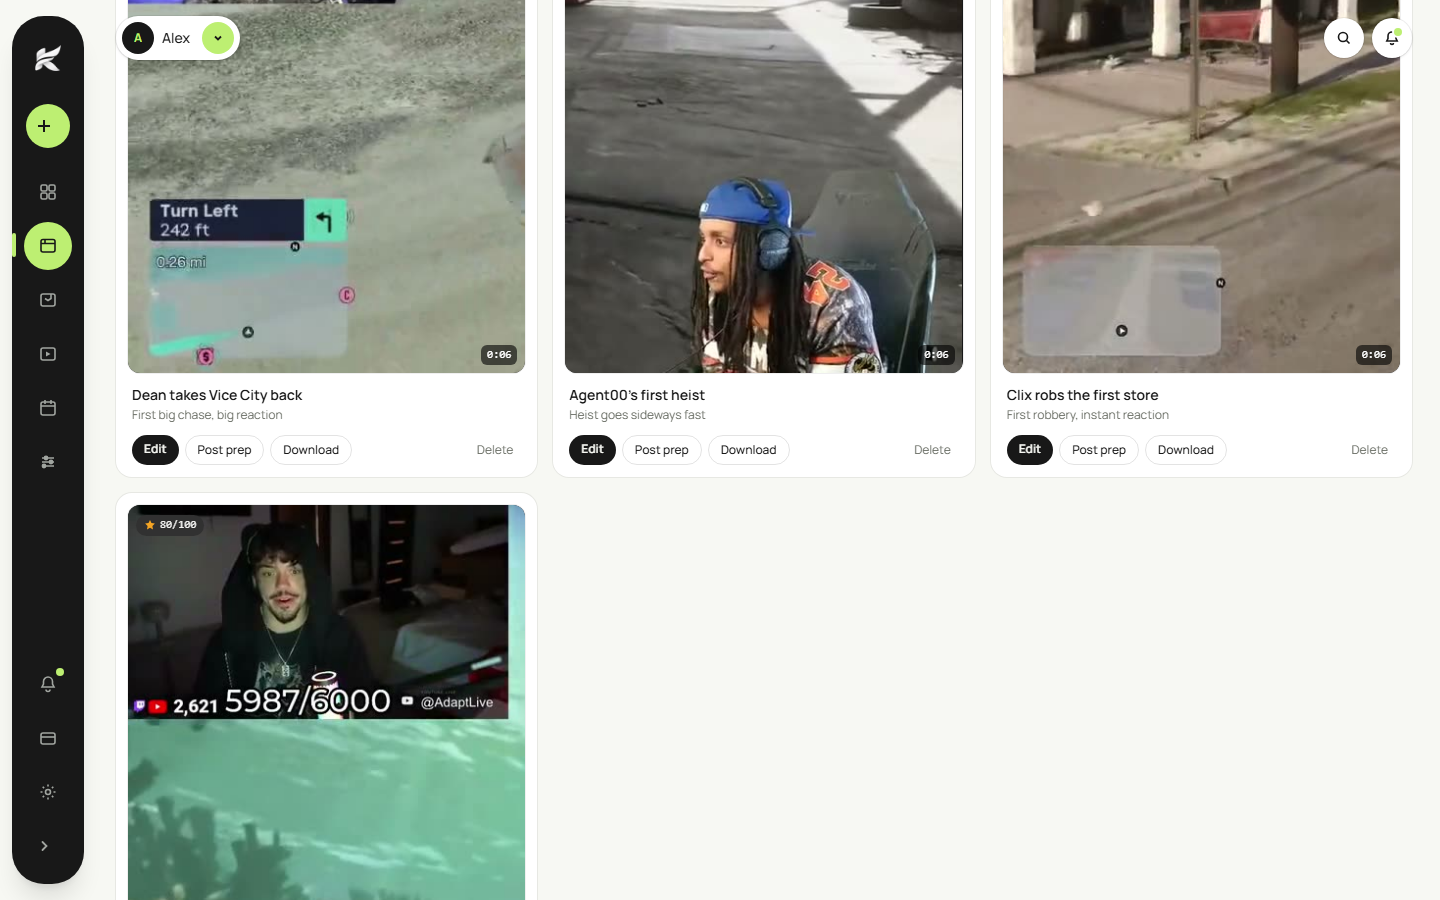 A Alex
Turn Left
242 ft
0.26 mi
N
C
$
0:06
Dean takes Vice City back
First big chase, big reaction
Edit Post prep Download Delete
0:06
Agent00's first heist
Heist goes sideways fast
Edit Post prep Download Delete
N
0:06
Clix robs the first store
First robbery, instant reaction
Edit Post prep Download Delete
80/100
2,621 5987/6000 @AdaptLive